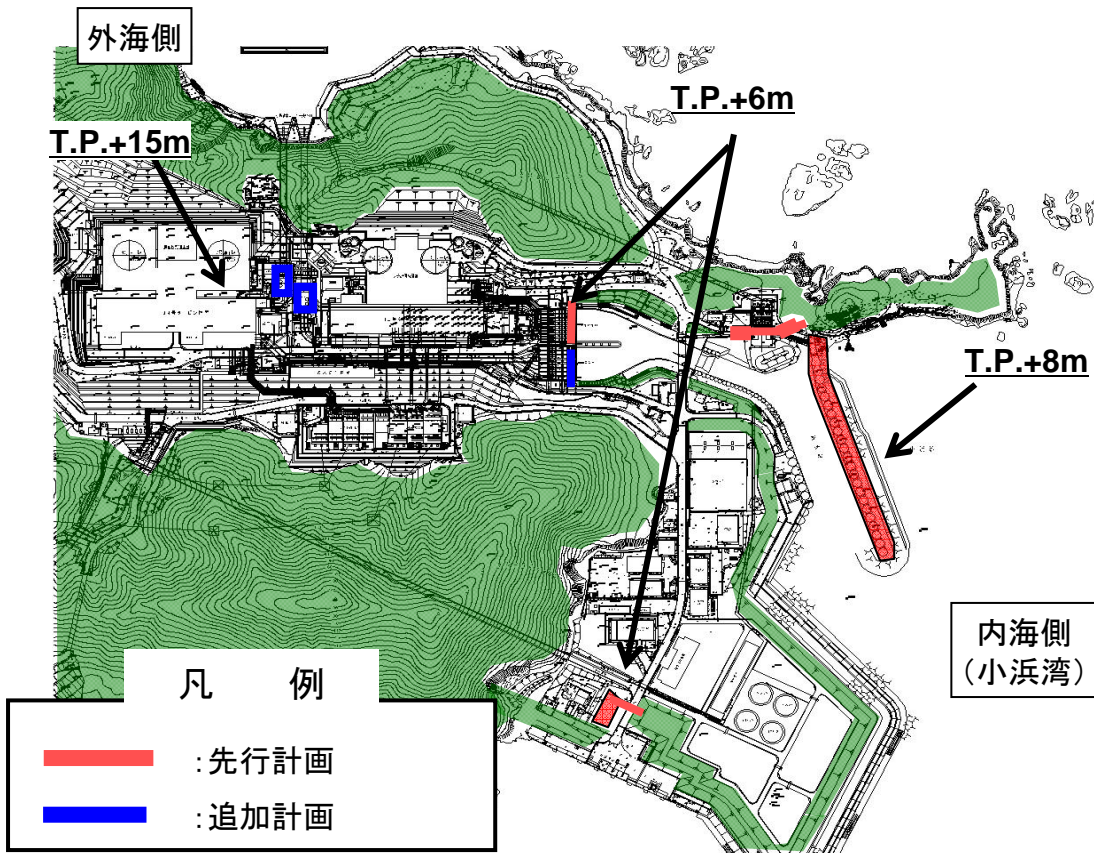 外海側
T.P.+6m
T.P.+15m
T.P.+8m
内海側
（小浜湾）
凡 例
：先行計画
：追加計画